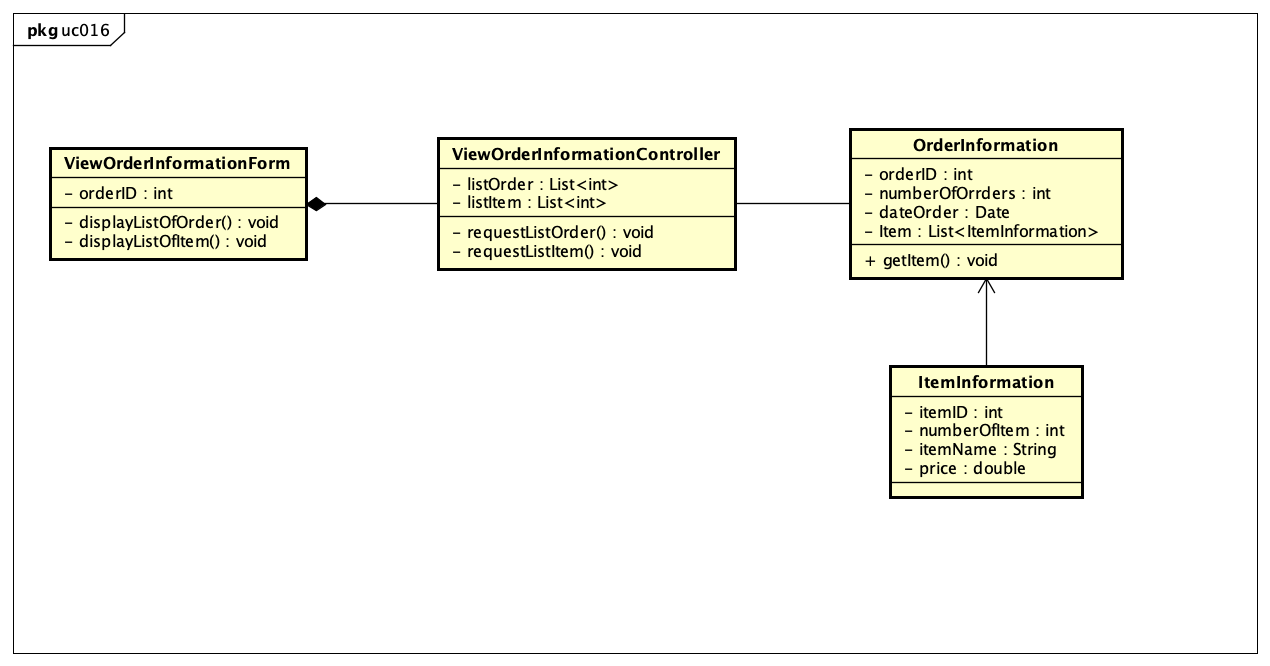 pkg uc016
ViewOrderInformationForm
- orderID : int
- displayListOfOrder() : void
- displayListOfItem() : void
ViewOrderInformationController
- listOrder : List<int>
- listItem : List<int>
- requestListOrder() : void
- requestListItem() : void
OrderInformation
- orderID : int
- numberOfOrrders : int
- dateOrder : Date
- Item : List<ItemInformation>
+ getItem() : void
ItemInformation
- itemID : int
- numberOfItem : int
- itemName : String
- price : double